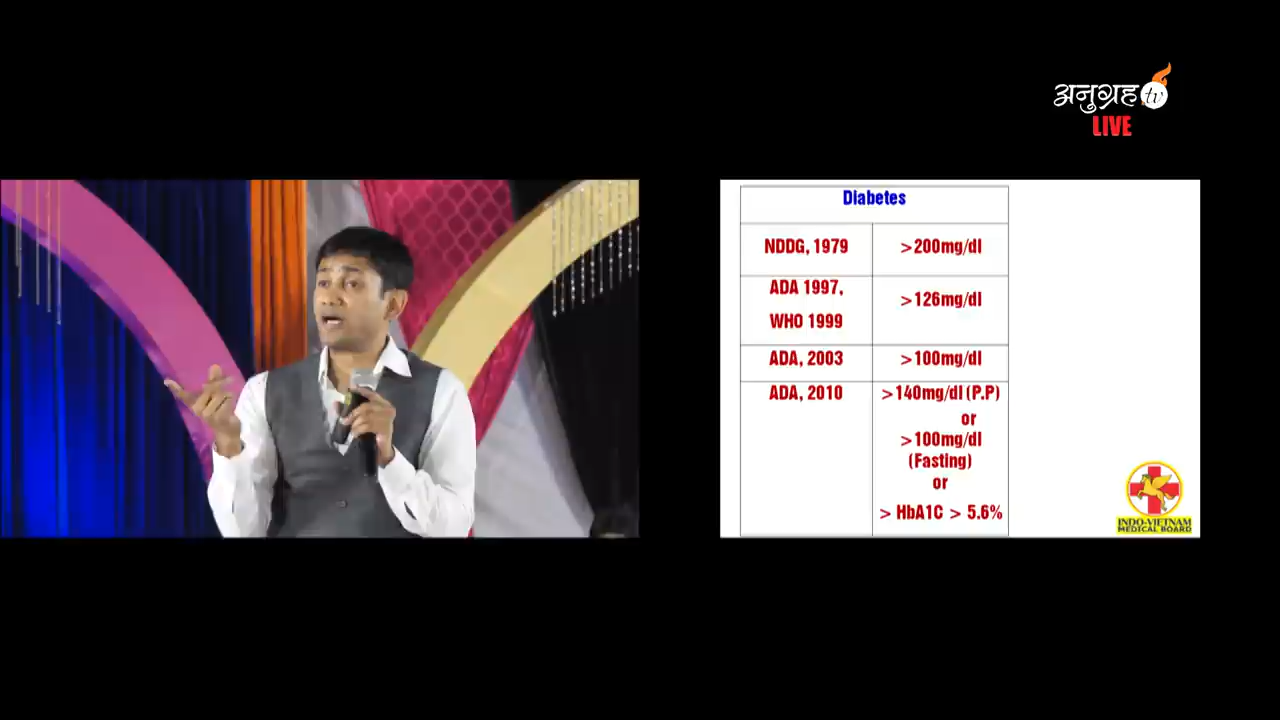 अनुग्रह tv
LIVE
Diabetes
NDDG, 1979
>200mg/dl
ADA 1997,
WHO 1999
>126mg/dl
ADA, 2003
>100mg/dl
ADA, 2010
>140mg/dl (P.P)
or
>100mg/dl
(Fasting)
or
> HbA1C > 5.6%
INDO-VIETNAM
MEDICAL BOARD